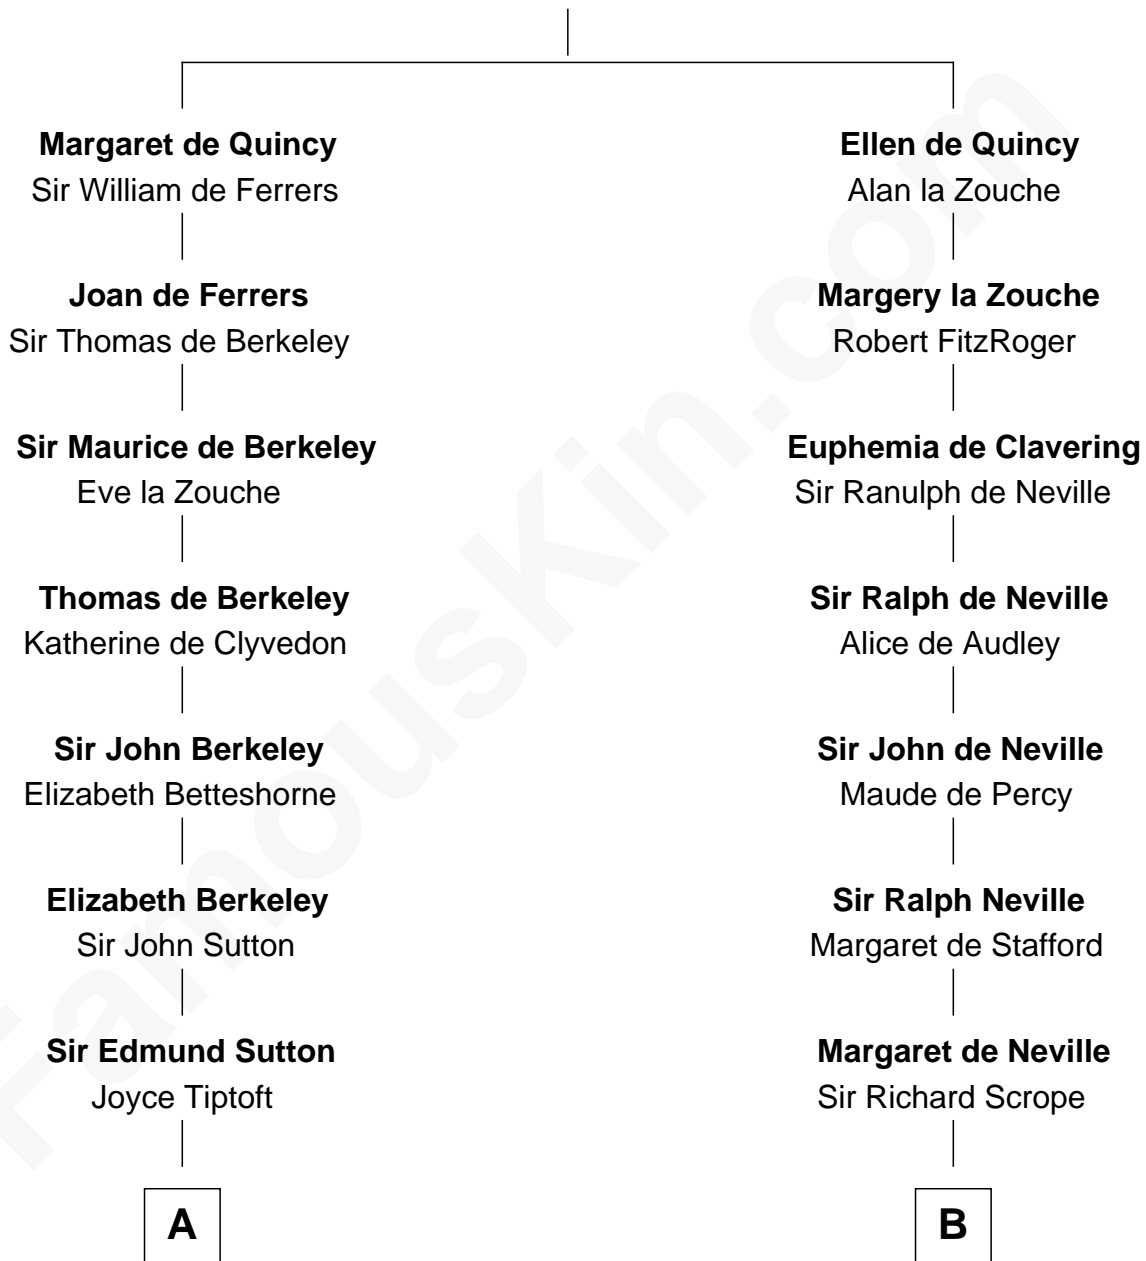 Margaret de Quincy
Sir William de Ferrers
Joan de Ferrers
Sir Thomas de Berkeley
Sir Maurice de Berkeley
Eve la Zouche
Thomas de Berkeley
Katherine de Clyvedon
Sir John Berkeley
Elizabeth Betteshorne
Elizabeth Berkeley
Sir John Sutton
Sir Edmund Sutton
Joyce Tiptoft
A
Ellen de Quincy
Alan la Zouche
Margery la Zouche
Robert FitzRoger
Euphemia de Clavering
Sir Ranulph de Neville
Sir Ralph de Neville
Alice de Audley
Sir John de Neville
Maude de Percy
Sir Ralph Neville
Margaret de Stafford
Margaret de Neville
Sir Richard Scrope
B
FamousKin.com